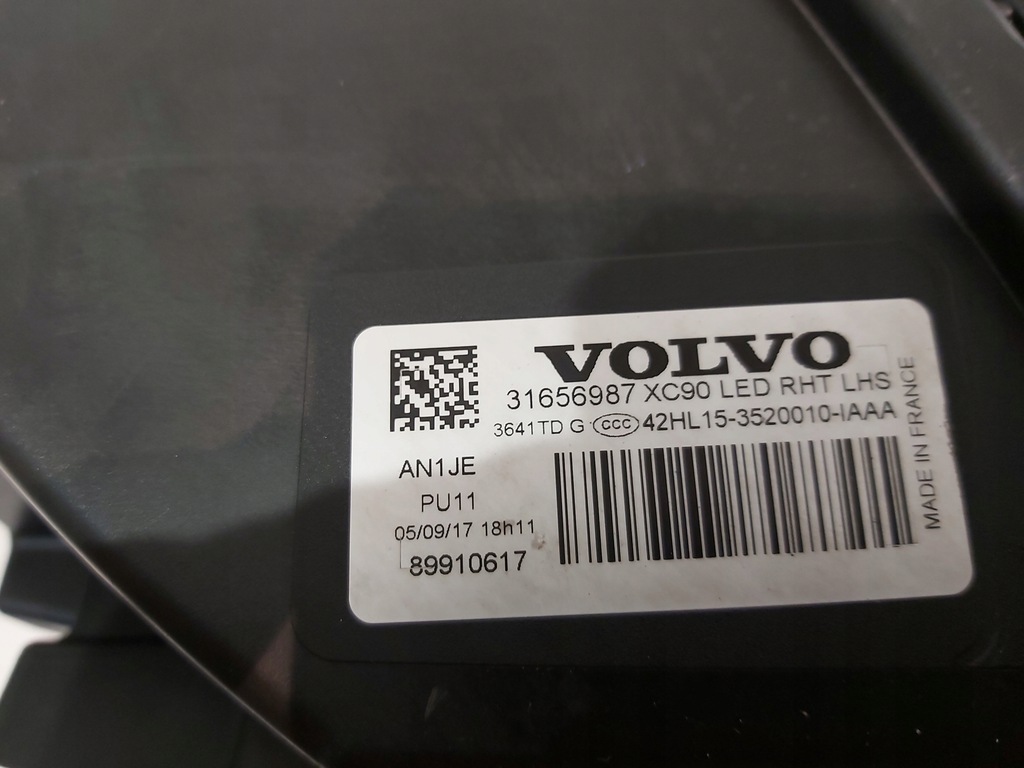 VOLVO
31656987 XC90 LED RHT LHS
3641TD G CCC 42HL15-3520010-IAAA
AN1JE
PU11
05/09/17 18h11
89910617
MADE IN FRANCE